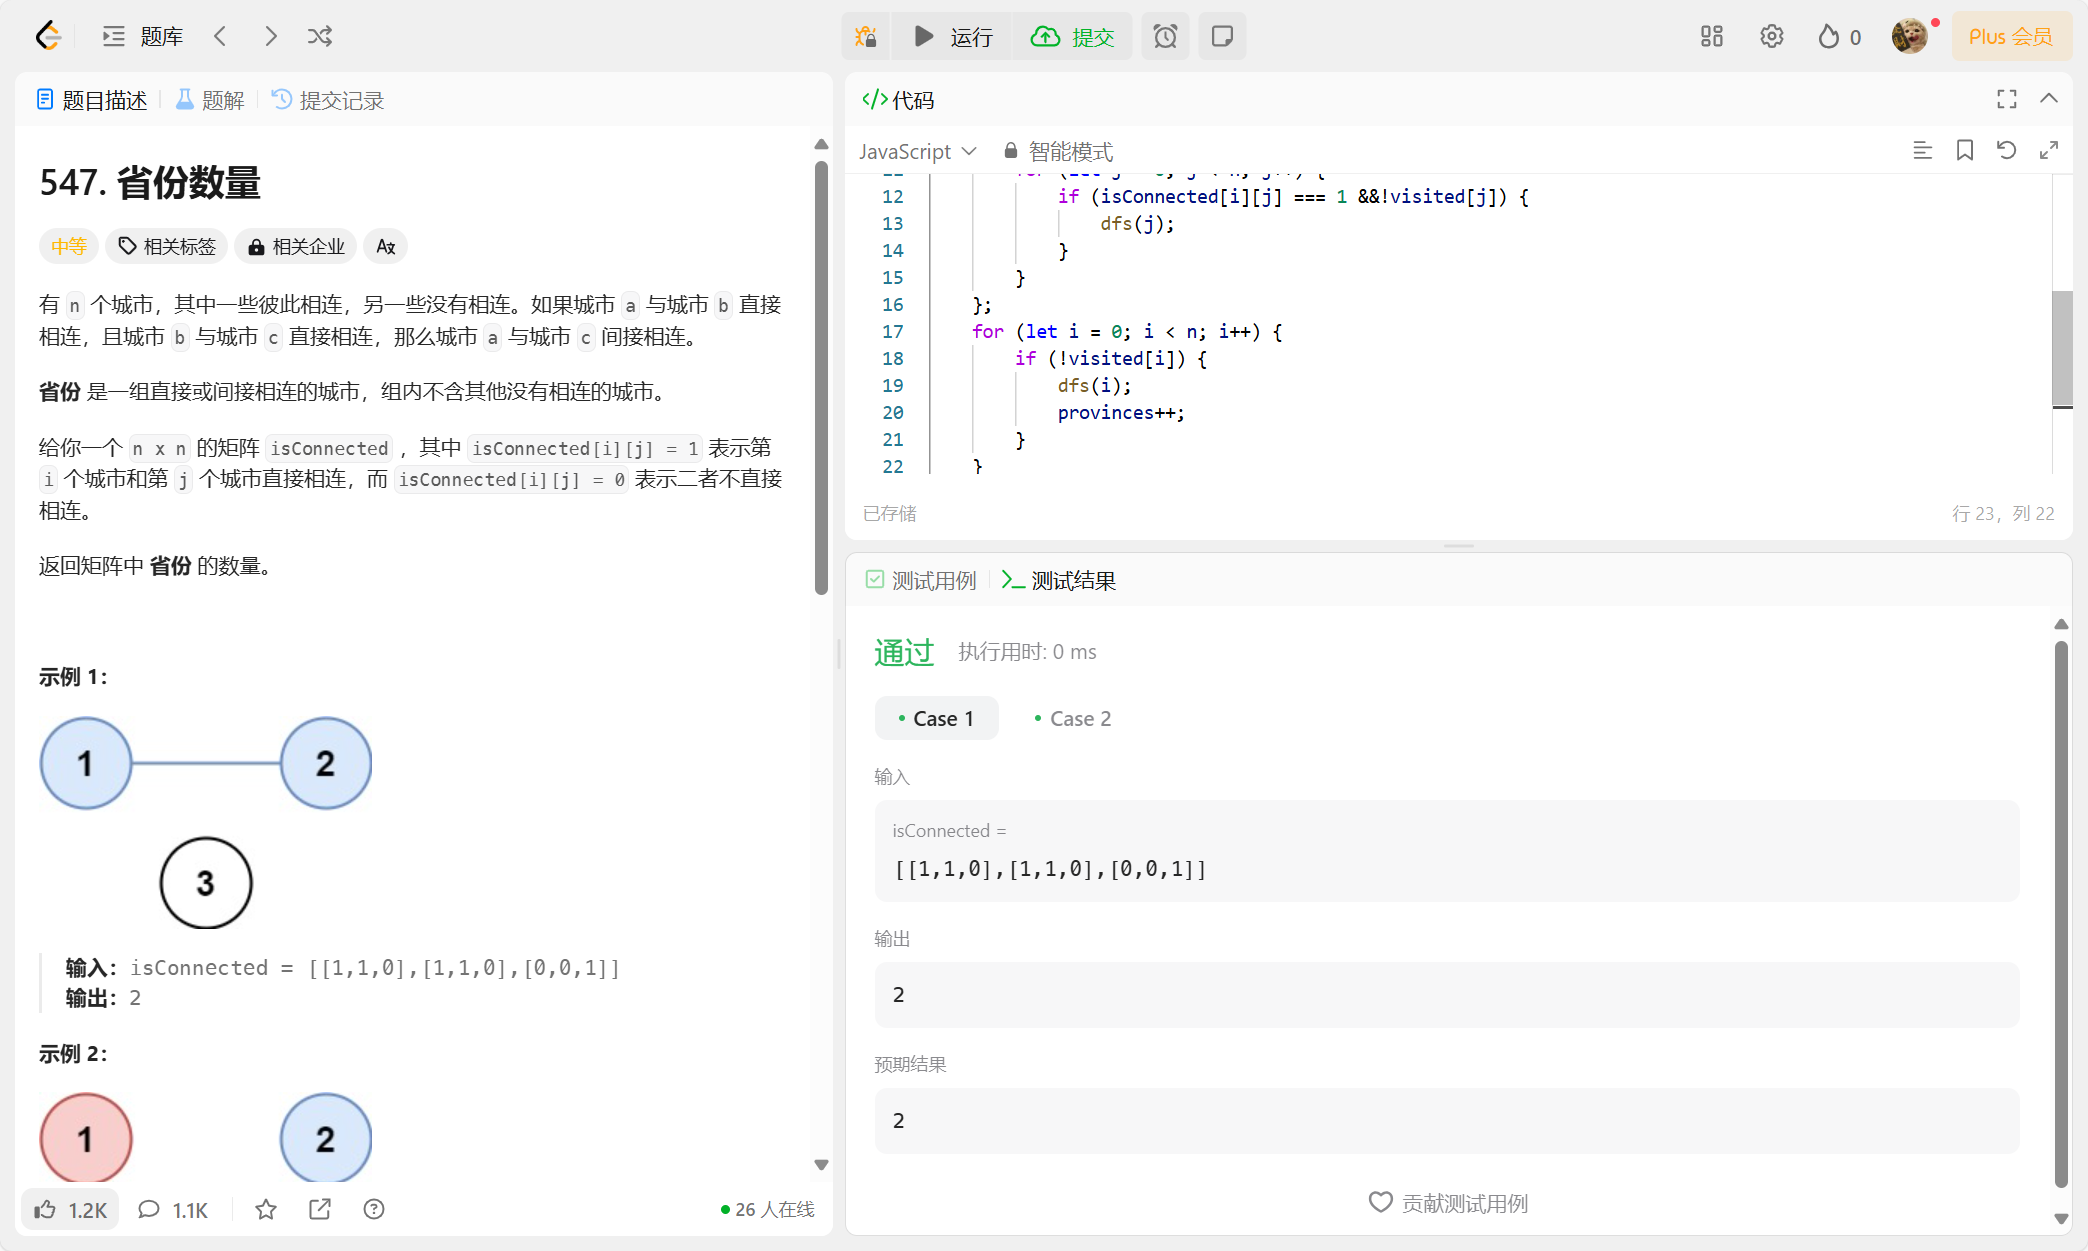 题库
运行
提交
0
Plus 会员
题目描述
题解
提交记录
547. 省份数量
中等
相关标签
相关企业
有 n 个城市，其中一些彼此相连，另一些没有相连。如果城市 a 与城市 b 直接
相连，且城市 b 与城市 c 直接相连，那么城市 a 与城市 c 间接相连。
省份 是一组直接或间接相连的城市，组内不含其他没有相连的城市。
给你一个 n x n 的矩阵 isConnected ，其中 isConnected[i][j] = 1 表示第
i 个城市和第 j 个城市直接相连，而 isConnected[i][j] = 0 表示二者不直接
相连。
返回矩阵中 省份 的数量。
示例 1：
1
2
3
输入：isConnected = [[1,1,0],[1,1,0],[0,0,1]]
输出：2
示例 2：
1
2
1.2K
1.1K
26 人在线
</>代码
JavaScript
智能模式
12 if (isConnected[i][j] === 1 &&!visited[j]) {
13 dfs(j);
14 }
15 }
16 };
17 for (let i = 0; i < n; i++) {
18 if (!visited[i]) {
19 dfs(i);
20 provinces++;
21 }
22 }
已存储
行 23，列 22
测试用例
测试结果
通过
执行用时: 0 ms
Case 1
Case 2
输入
isConnected =
[[1,1,0],[1,1,0],[0,0,1]]
输出
2
预期结果
2
贡献测试用例